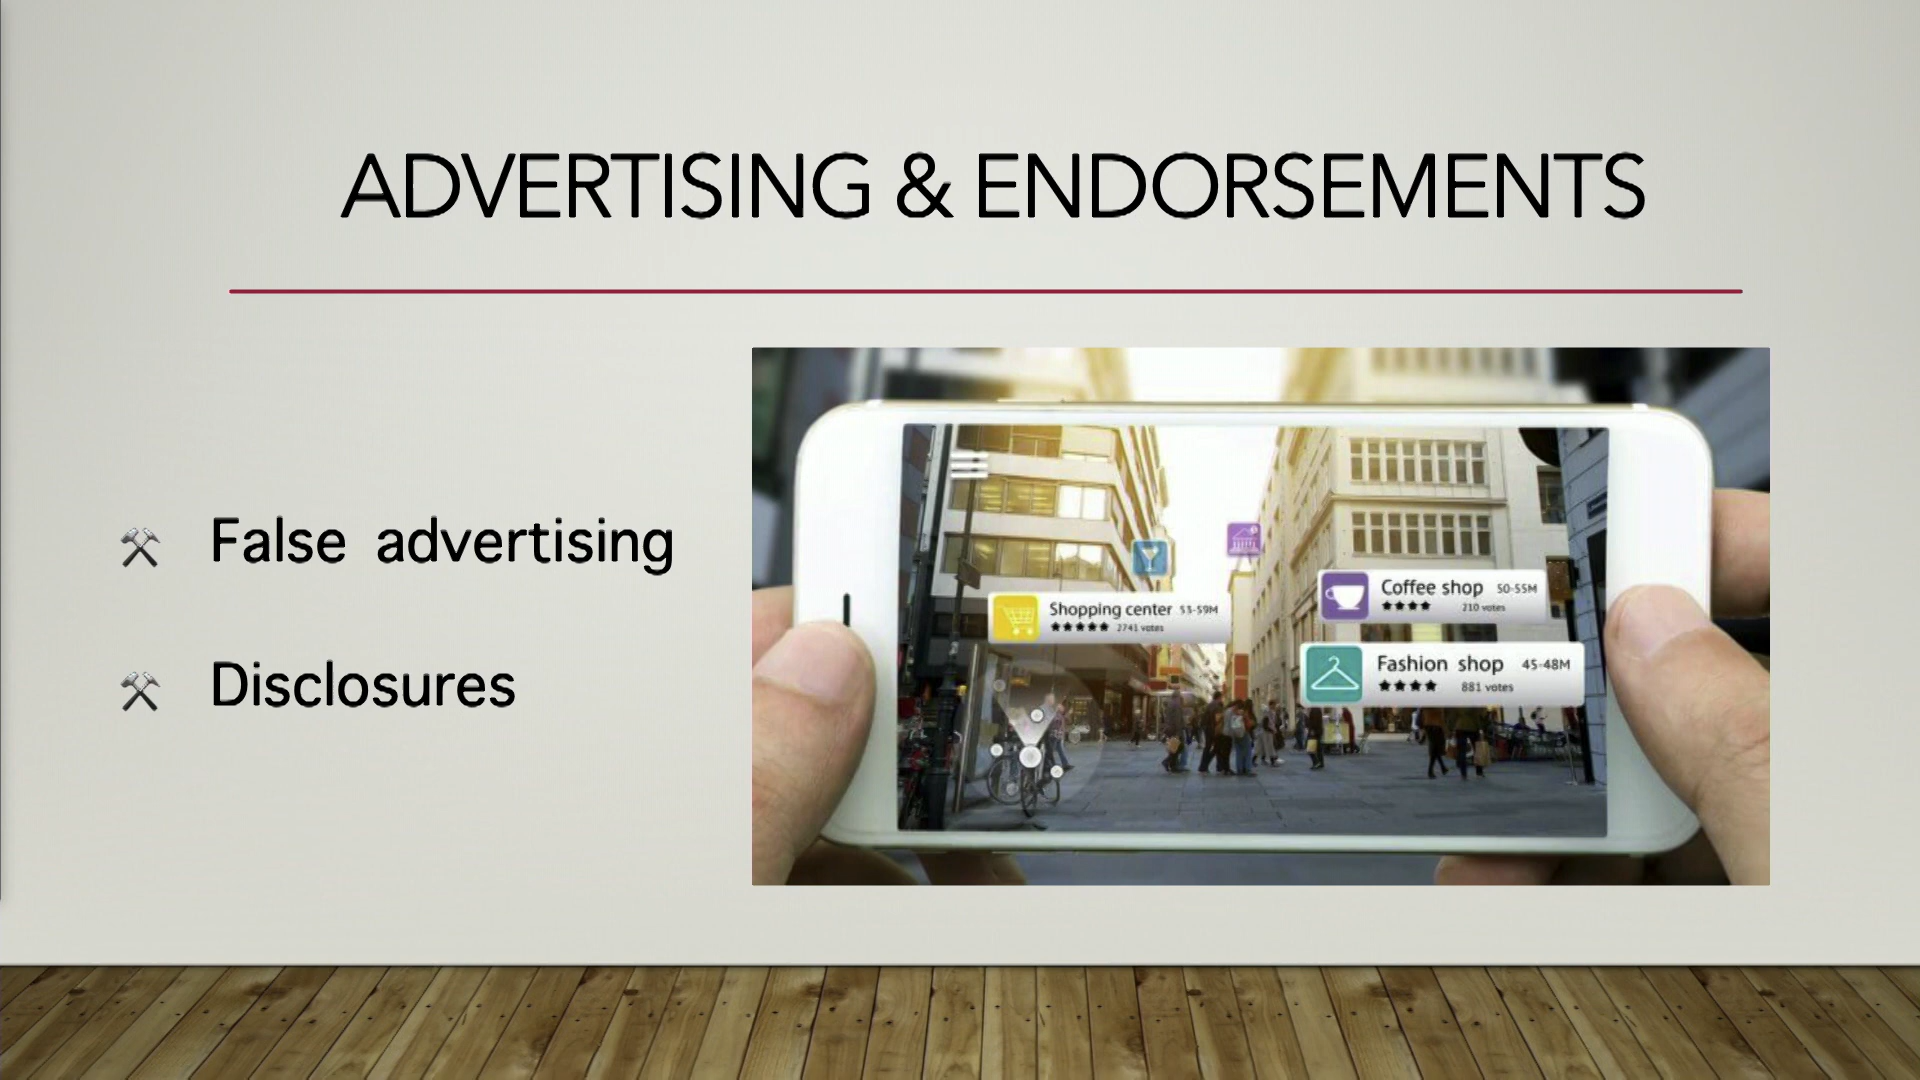 ADVERTISING & ENDORSEMENTS
False advertising
Disclosures
Shopping center 53-59M
★★★★★ 2741 votes
Coffee shop 50-55M
★★★★ 210 votes
Fashion shop 45-48M
★★★★ 881 votes